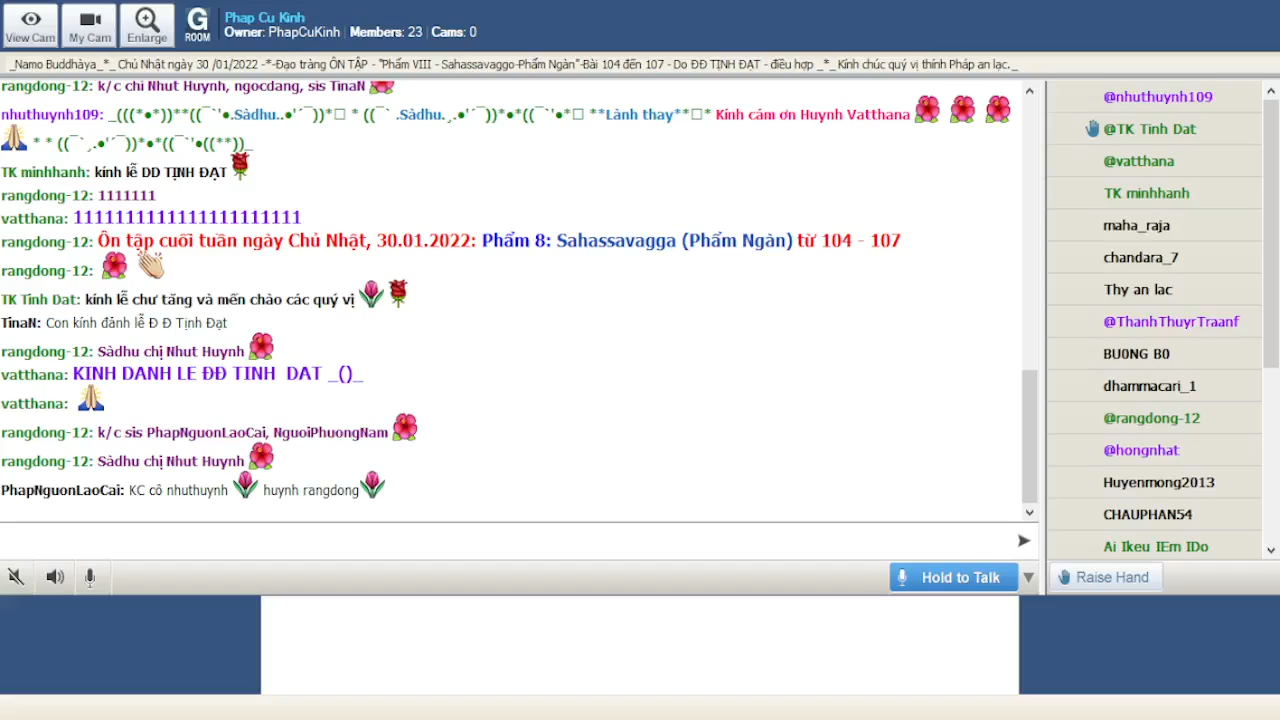 View Cam
My Cam
Enlarge
G
ROOM
Phap Cu Kinh
Owner: PhapCuKinh Members: 23 Cams: 0
_Namo Buddhàya_*_ Chủ Nhật ngày 30 /01/2022 -*-Đạo tràng ÔN TẬP - "Phẩm VIII - Sahassavaggo-Phẩm Ngàn"-Bài 104 đến 107 - Do ĐĐ TỊNH ĐẠT - điều hợp _*_Kính chúc quý vị thính Pháp an lạc._
rangdong-12: k/c chi Nhut Huynh, ngocdang, sis TinaN
nhuthuynh109: _(((*•*))**((¯`'•.Sàdhu..•'´¯))*□ * ((¯` .Sàdhu.¸.•'´¯))*•*((¯`'•*□ **Lành thay**□* Kính cám ơn Huynh Vatthana
* * ((¯`¸.•'´¯))*•*((¯`'•((**))_
TK minhhanh: kính lễ DD TỊNH ĐẠT
rangdong-12: 1111111
vatthana: 1111111111111111111111
rangdong-12: Ôn tập cuối tuần ngày Chủ Nhật, 30.01.2022: Phẩm 8: Sahassavagga (Phẩm Ngàn) từ 104 - 107
rangdong-12:
TK Tinh Dat: kính lễ chư tăng và mến chào các quý vị
TinaN: Con kính đảnh lễ Đ Đ Tịnh Đạt
rangdong-12: Sàdhu chị Nhut Huynh
vatthana: KINH DANH LE ĐĐ TINH DAT _()_
vatthana:
rangdong-12: k/c sis PhapNguonLaoCai, NguoiPhuongNam
rangdong-12: Sàdhu chị Nhut Huynh
PhapNguonLaoCai: KC cô nhuthuynh huynh rangdong
Hold to Talk
@nhuthuynh109
@TK Tinh Dat
@vatthana
TK minhhanh
maha_raja
chandara_7
Thy an lac
@ThanhThuyrTraanf
BU0NG B0
dhammacari_1
@rangdong-12
@hongnhat
Huyenmong2013
CHAUPHAN54
Ai Ikeu IEm IDo
Raise Hand